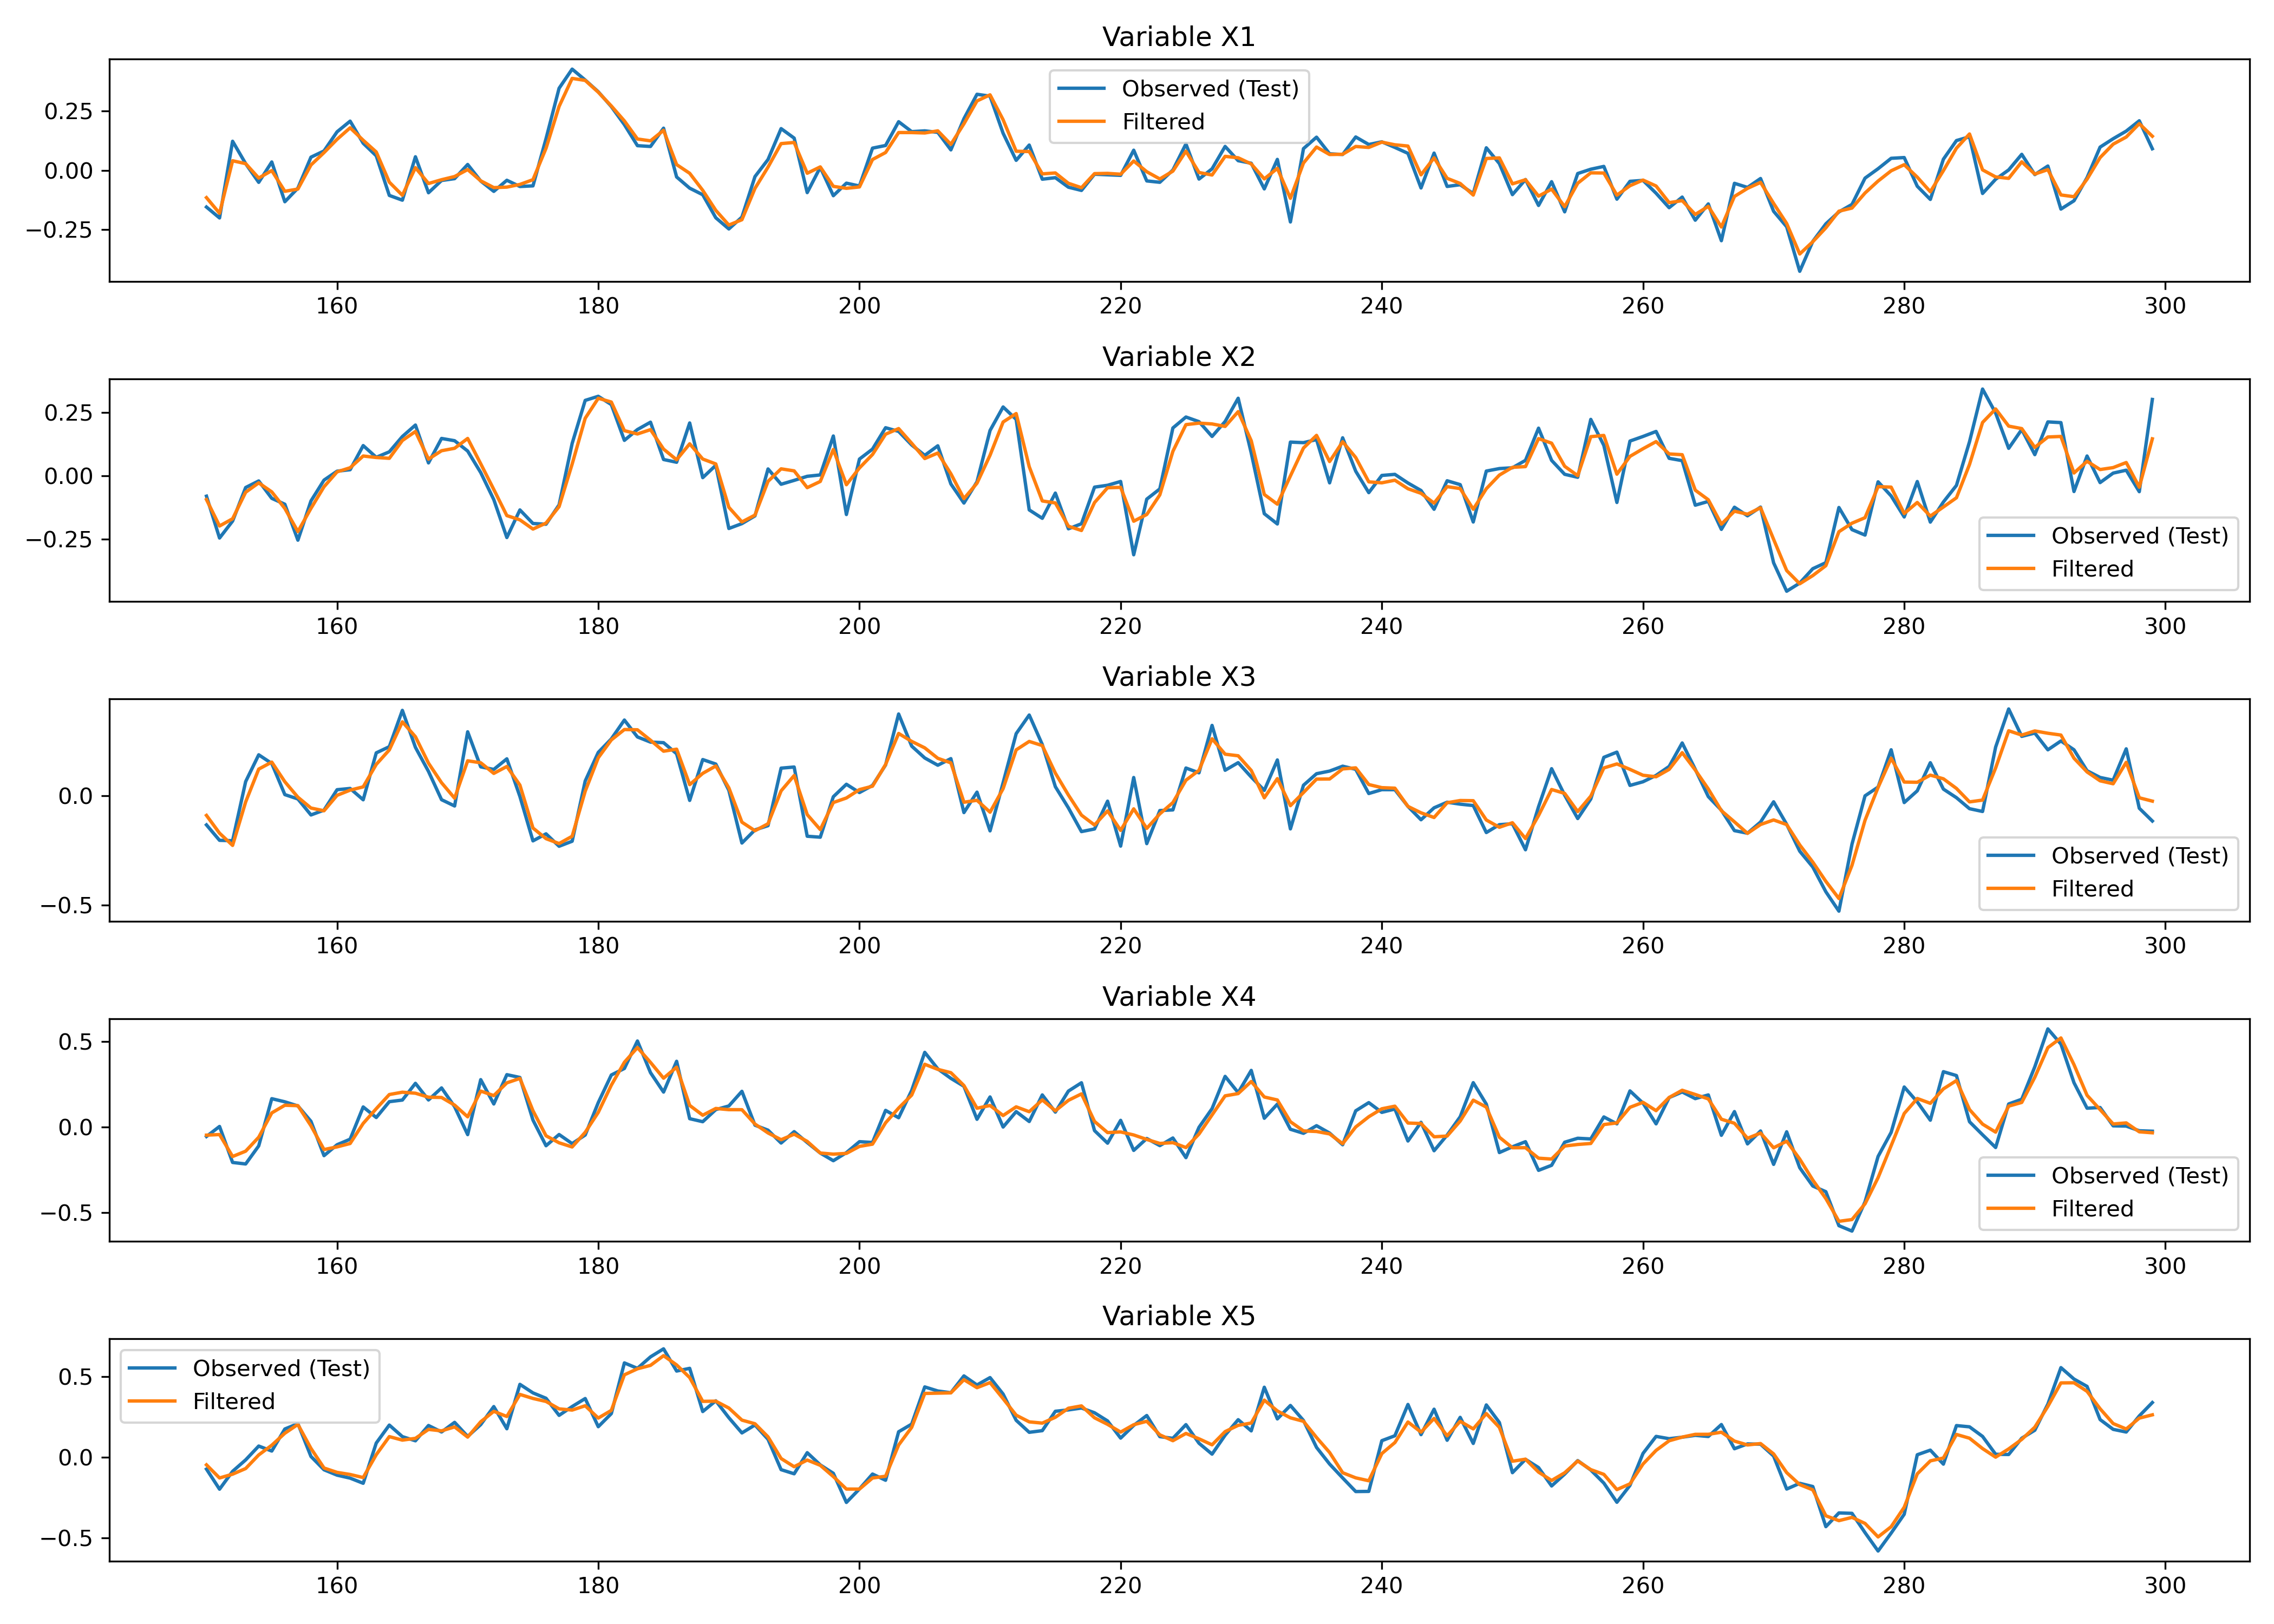 Variable X1
Observed (Test)
Filtered
0.25
0.00
−0.25
160 180 200 220 240 260 280 300
Variable X2
0.25
0.00
−0.25
Observed (Test)
Filtered
160 180 200 220 240 260 280 300
Variable X3
0.0
−0.5
Observed (Test)
Filtered
160 180 200 220 240 260 280 300
Variable X4
0.5
0.0
−0.5
Observed (Test)
Filtered
160 180 200 220 240 260 280 300
Variable X5
Observed (Test)
Filtered
0.5
0.0
−0.5
160 180 200 220 240 260 280 300